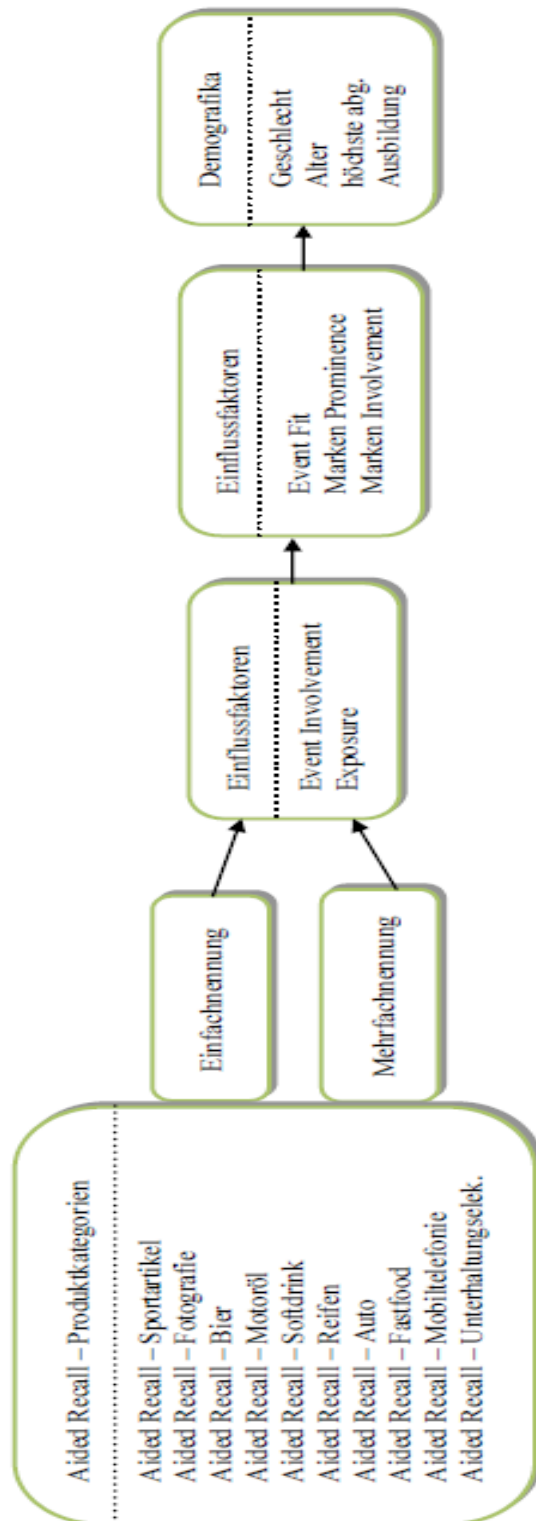 Aided Recall – Produktkategorien
Aided Recall – Sportartikel
Aided Recall – Fotografie
Aided Recall – Bier
Aided Recall – Motoröl
Aided Recall – Softdrink
Aided Recall – Reifen
Aided Recall – Auto
Aided Recall – Fastfood
Aided Recall – Mobiltelefonie
Aided Recall – Unterhaltungselek.
Einfachnennung
Mehrfachnennung
Einflussfaktoren
Event Involvement
Exposure
Einflussfaktoren
Event Fit
Marken Prominence
Marken Involvement
Demografika
Geschlecht
Alter
höchste abg.
Ausbildung